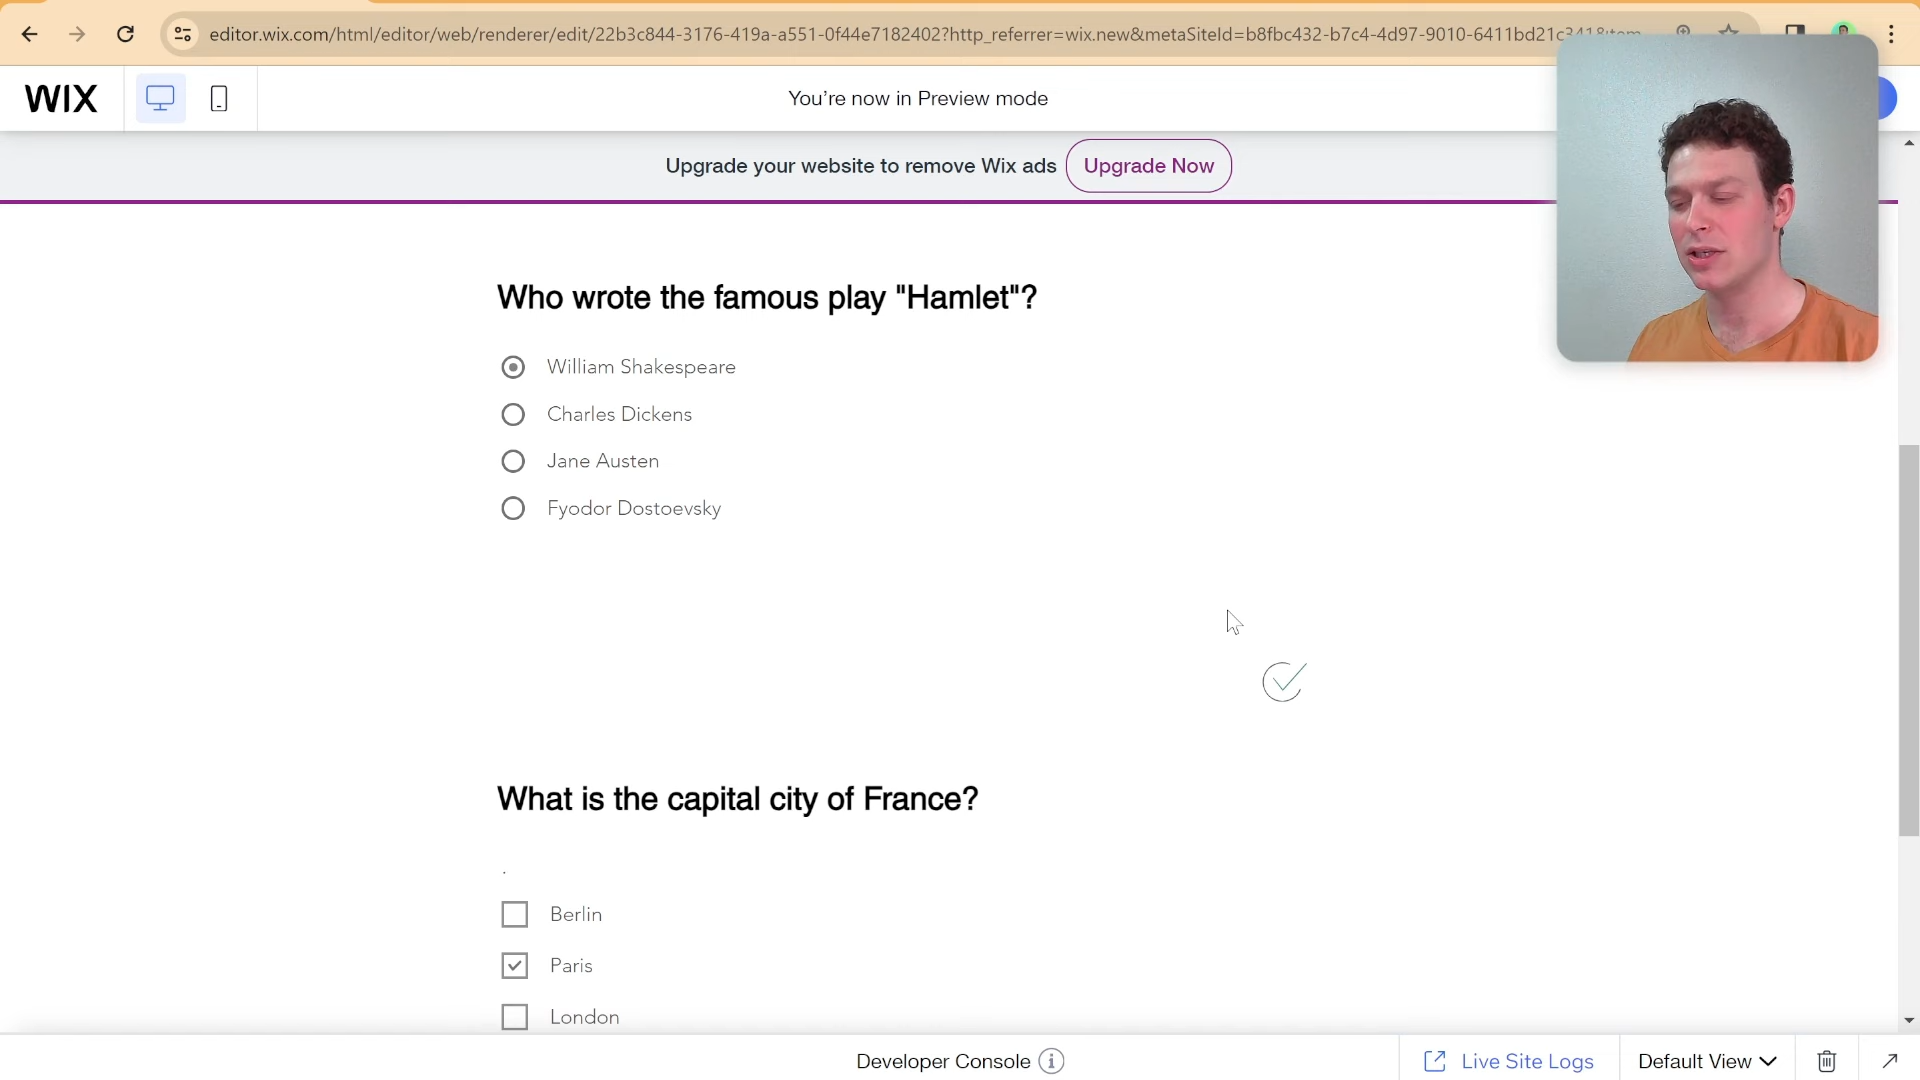 editor.wix.com/html/editor/web/renderer/edit/22b3c844-3176-419a-a551-0f44e7182402?http_referrer=wix.new&metaSiteId=b8fbc432-b7c4-4d97-9010-6411bd21c341&item
WIX
You're now in Preview mode
Upgrade your website to remove Wix ads
Upgrade Now
Who wrote the famous play "Hamlet"?
William Shakespeare
Charles Dickens
Jane Austen
Fyodor Dostoevsky
What is the capital city of France?
.
Berlin
Paris
London
Developer Console
Live Site Logs
Default View